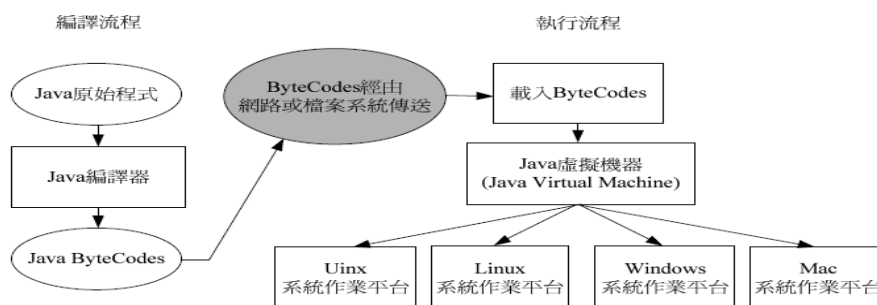 編譯流程
Java原始程式
Java編譯器
Java ByteCodes
ByteCodes經由
網路或檔案系統傳送
執行流程
載入ByteCodes
Java虛擬機器
(Java Virtual Machine)
Uinx
系統作業平台
Linux
系統作業平台
Windows
系統作業平台
Mac
系統作業平台